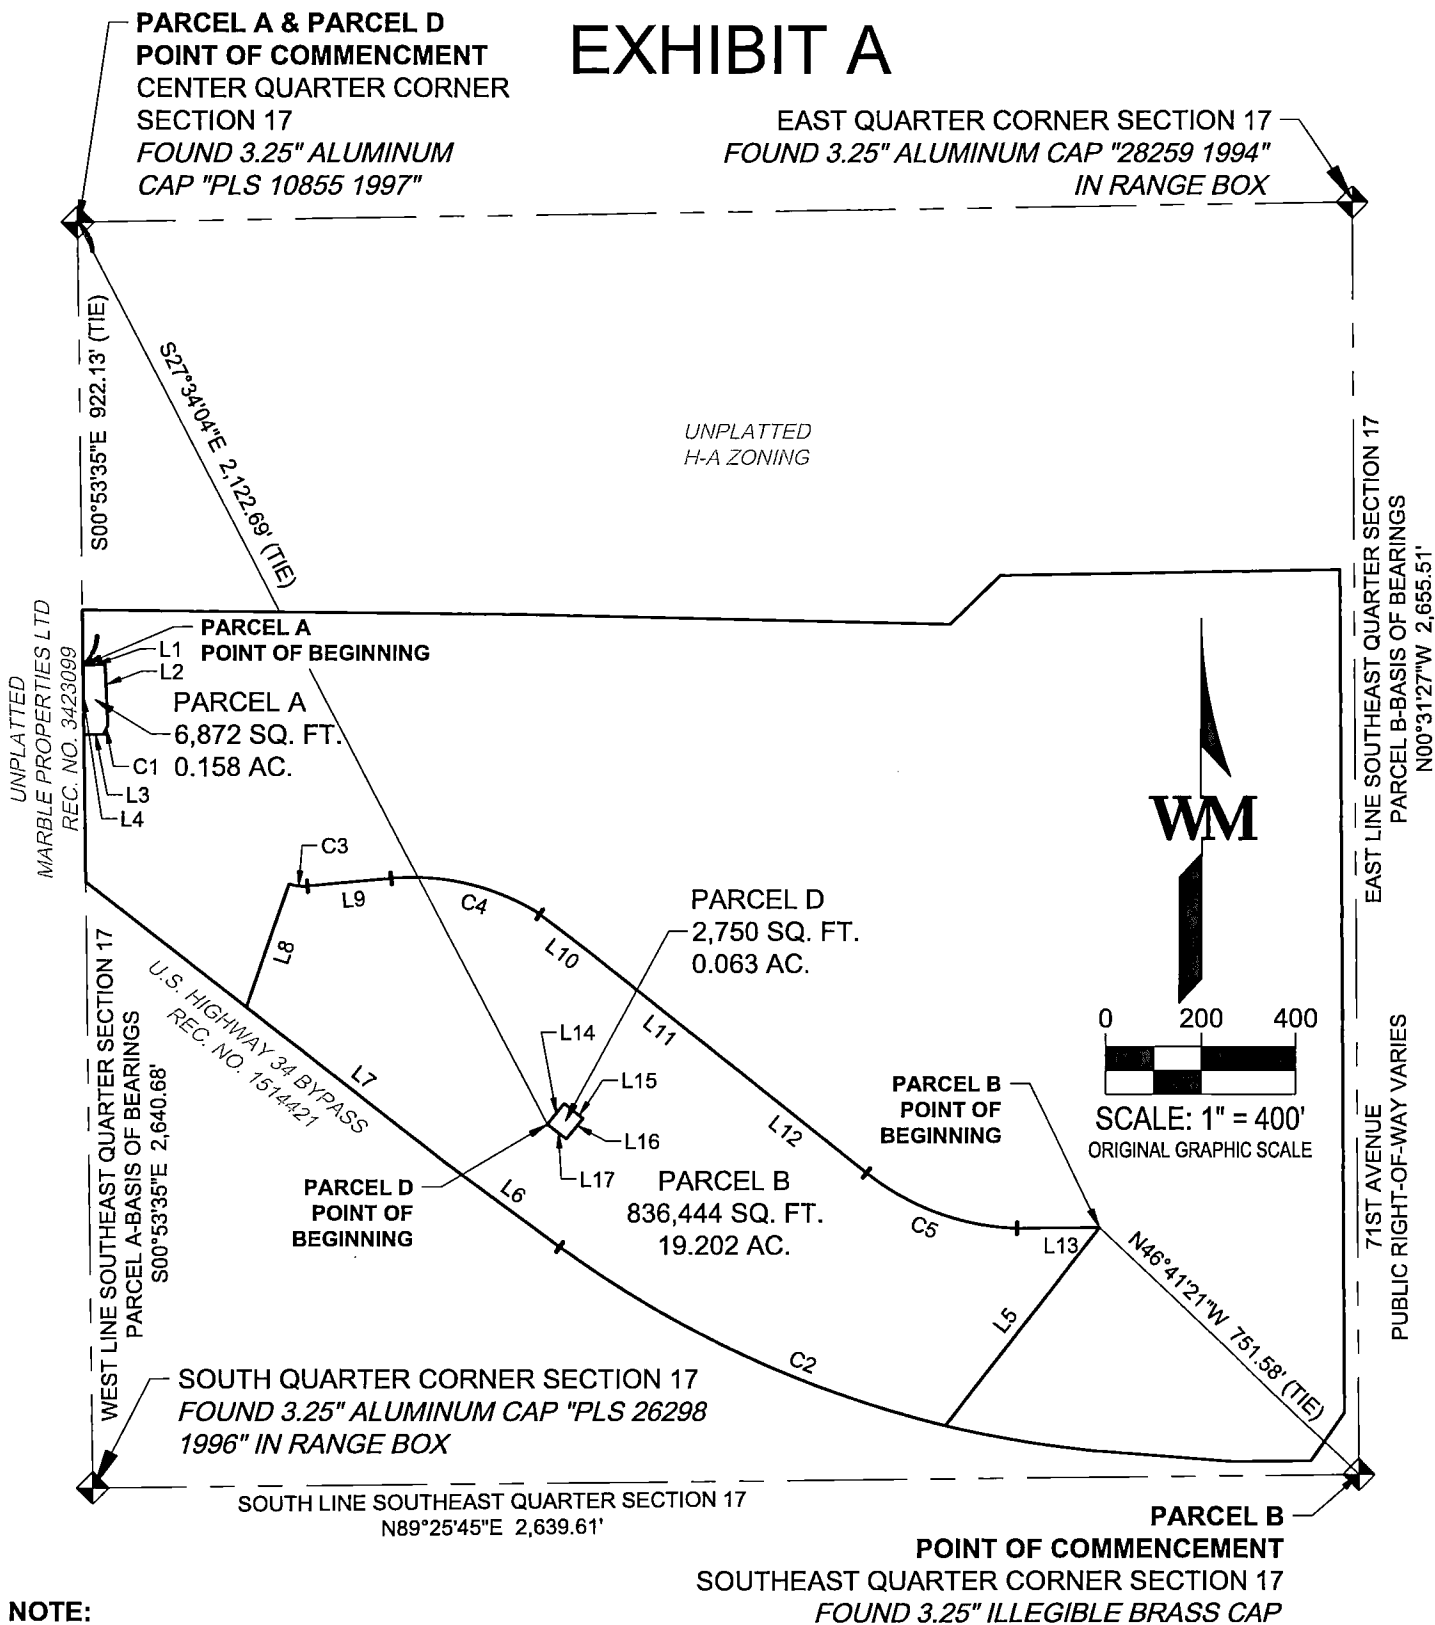 EXHIBIT A
PARCEL A & PARCEL D
POINT OF COMMENCMENT
CENTER QUARTER CORNER
SECTION 17
FOUND 3.25" ALUMINUM
CAP "PLS 10855 1997"
EAST QUARTER CORNER SECTION 17
FOUND 3.25" ALUMINUM CAP "28259 1994"
IN RANGE BOX
S00°53'35"E 922.13' (TIE)
S27°34'04"E 2,122.69' (TIE)
UNPLATTED
H-A ZONING
EAST LINE SOUTHEAST QUARTER SECTION 17
PARCEL B-BASIS OF BEARINGS
N00°31'27"W 2,655.51'
UNPLATTED
MARBLE PROPERTIES LTD
REC. NO. 3423099
PARCEL A
POINT OF BEGINNING
L1
L2
PARCEL A
6,872 SQ. FT.
0.158 AC.
C1
L3
L4
WM
C3
L9
C4
L8
L10
PARCEL D
2,750 SQ. FT.
0.063 AC.
L11
U.S. HIGHWAY 34 BYPASS
REC. NO. 1514421
L7
L14
L15
L16
L17
L12
0 200 400
SCALE: 1" = 400'
ORIGINAL GRAPHIC SCALE
PARCEL B
POINT OF
BEGINNING
PARCEL D
POINT OF
BEGINNING
L6
PARCEL B
836,444 SQ. FT.
19.202 AC.
C5
L13
N46°41'21"W 751.58' (TIE)
L5
C2
71ST AVENUE
PUBLIC RIGHT-OF-WAY VARIES
WEST LINE SOUTHEAST QUARTER SECTION 17
PARCEL A-BASIS OF BEARINGS
S00°53'35"E 2,640.68'
SOUTH QUARTER CORNER SECTION 17
FOUND 3.25" ALUMINUM CAP "PLS 26298
1996" IN RANGE BOX
SOUTH LINE SOUTHEAST QUARTER SECTION 17
N89°25'45"E 2,639.61'
PARCEL B
POINT OF COMMENCEMENT
SOUTHEAST QUARTER CORNER SECTION 17
FOUND 3.25" ILLEGIBLE BRASS CAP
NOTE: